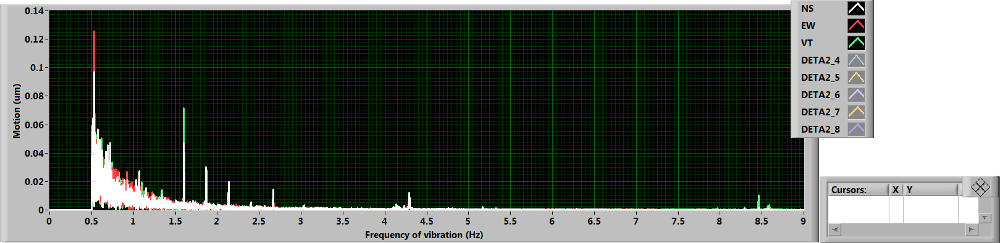 NS
EW
VT
DETA2_4
DETA2_5
DETA2_6
DETA2_7
DETA2_8
0.14
0.12
0.1
0.08
0.06
0.04
0.02
0
Motion (um)
0 0.5 1 1.5 2 2.5 3 3.5 4 4.5 5 5.5 6 6.5 7 7.5 8 8.5 9
Frequency of vibration (Hz)
Cursors: X Y